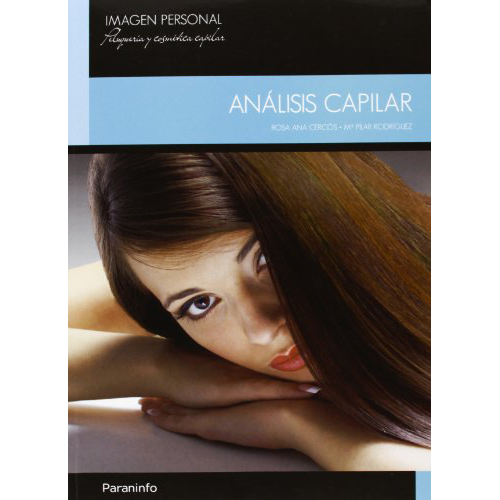 IMAGEN PERSONAL
Peluquería y cosmética capilar
ANÁLISIS CAPILAR
ROSA ANA CERCÓS • Mª PILAR RODRÍGUEZ
Paraninfo